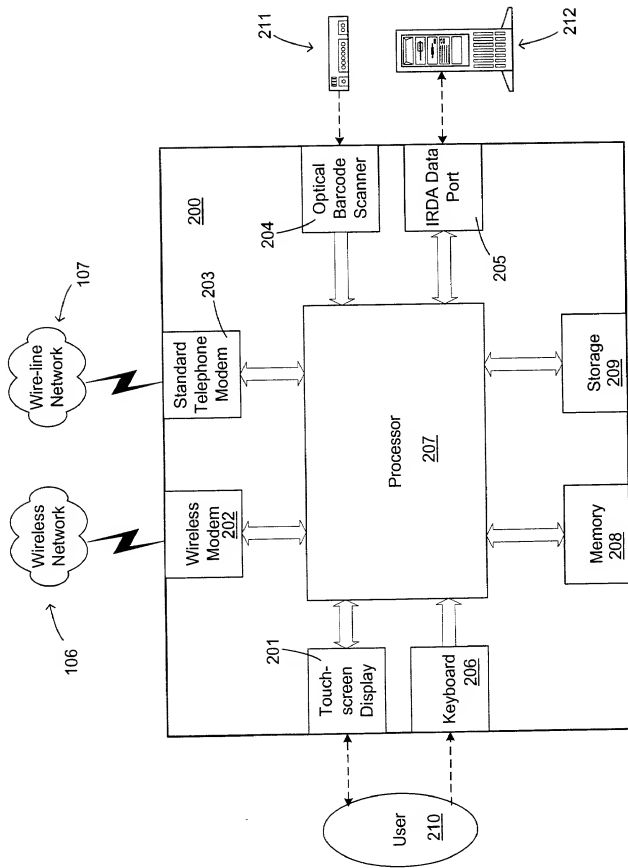 106
Wireless
Network
Wire-line
Network
107
200
Wireless
Modem
202
Standard
Telephone
Modem
203
User
210
201
Touch-
screen
Display
Keyboard
206
Processor
207
204
Optical
Barcode
Scanner
IRDA Data
Port
205
211
212
Memory
208
Storage
209